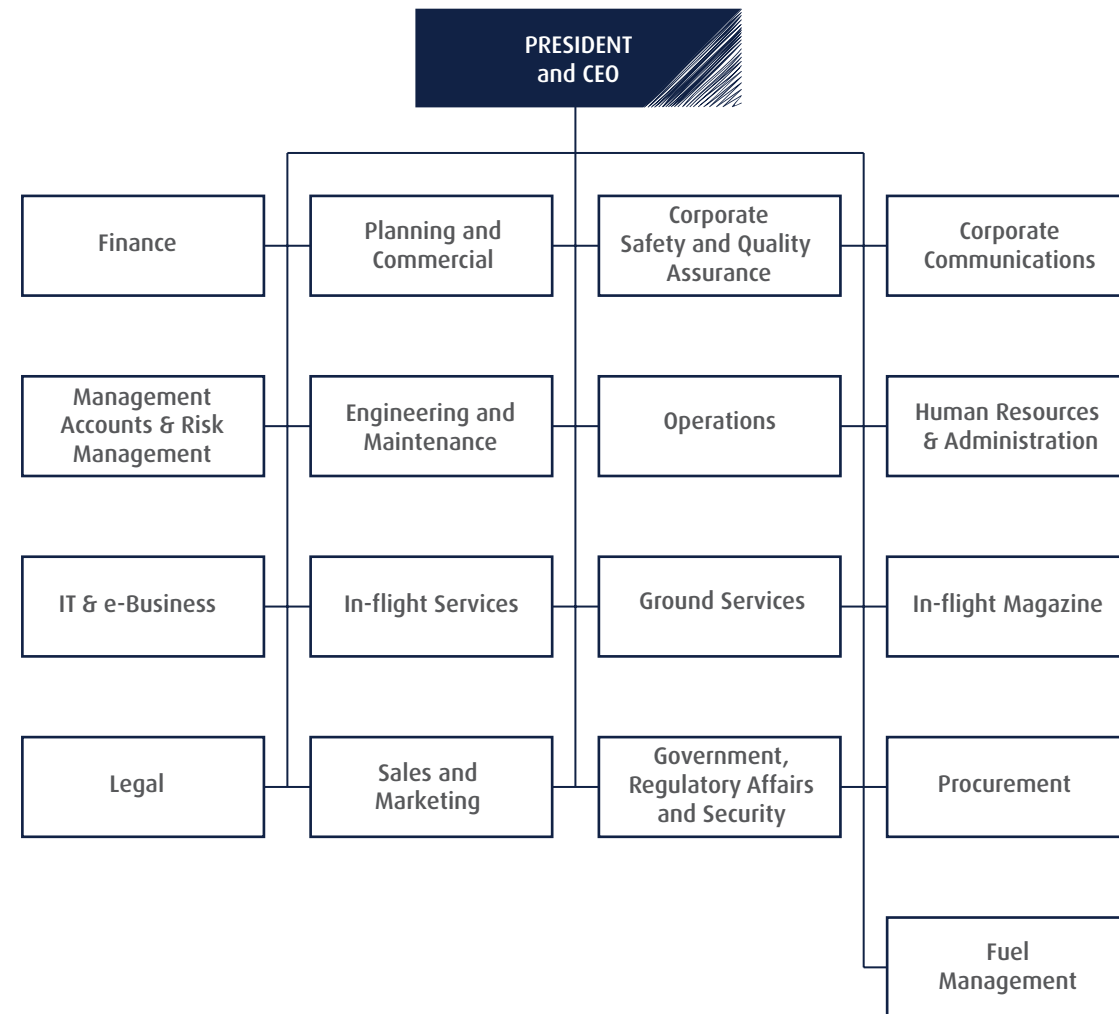 PRESIDENT
and CEO
Finance
Planning and
Commercial
Corporate
Safety and Quality
Assurance
Corporate
Communications
Management
Accounts & Risk
Management
Engineering and
Maintenance
Operations
Human Resources
& Administration
IT & e-Business
In-flight Services
Ground Services
In-flight Magazine
Legal
Sales and
Marketing
Government,
Regulatory Affairs
and Security
Procurement
Fuel
Management